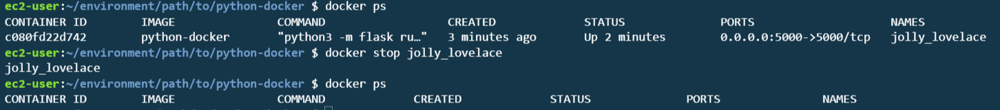 ec2-user:~/environment/path/to/python-docker $ docker ps
CONTAINER ID IMAGE COMMAND CREATED STATUS PORTS NAMES
c080fd22d742 python-docker "python3 -m flask ru…" 3 minutes ago Up 2 minutes 0.0.0.0:5000->5000/tcp jolly_lovelace
ec2-user:~/environment/path/to/python-docker $ docker stop jolly_lovelace
jolly_lovelace
ec2-user:~/environment/path/to/python-docker $ docker ps
CONTAINER ID IMAGE COMMAND CREATED STATUS PORTS NAMES